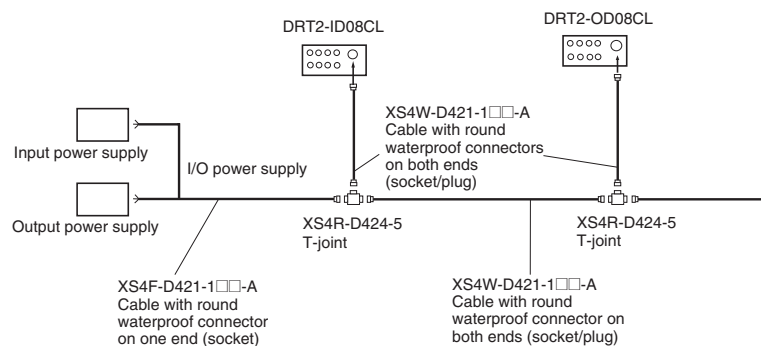 DRT2-ID08CL
DRT2-OD08CL
XS4W-D421-1□□-A
Cable with round
waterproof connectors
on both ends
(socket/plug)
Input power supply
I/O power supply
Output power supply
XS4R-D424-5
T-joint
XS4R-D424-5
T-joint
XS4F-D421-1□□-A
Cable with round
waterproof connector
on one end (socket)
XS4W-D421-1□□-A
Cable with round
waterproof connector on
both ends (socket/plug)